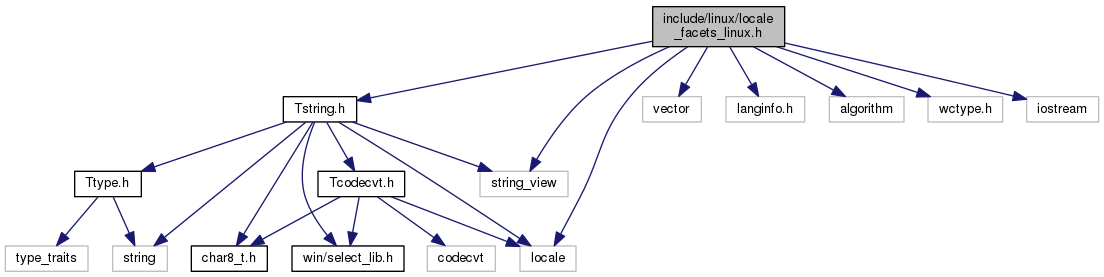 include/linux/locale
_facets_linux.h
Tstring.h
vector
langinfo.h
algorithm
wctype.h
iostream
Ttype.h
Tcodecvt.h
string_view
type_traits
string
char8_t.h
win/select_lib.h
codecvt
locale